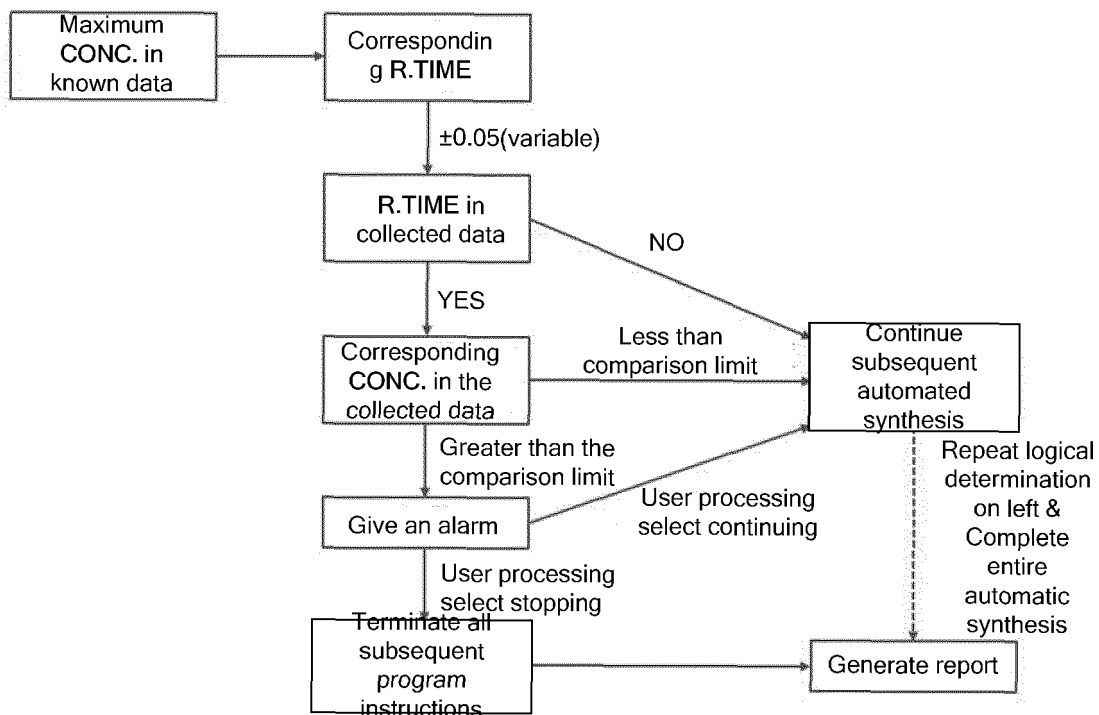 Maximum
CONC. in
known data
Correspondin
g R.TIME
±0.05(variable)
R.TIME in
collected data
NO
YES
Corresponding
CONC. in the
collected data
Less than
comparison limit
Continue
subsequent
automated
synthesis
Greater than the
comparison limit
Give an alarm
User processing
select continuing
Repeat logical
determination
on left &
Complete
entire
automatic
synthesis
User processing
select stopping
Terminate all
subsequent
program
instructions
Generate report